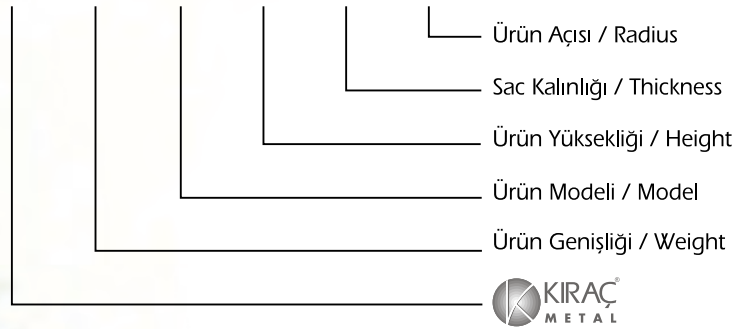 Ürün Açısı / Radius
Sac Kalınlığı / Thickness
Ürün Yüksekliği / Height
Ürün Modeli / Model
Ürün Genişliği / Weight
KIRAÇ®
METAL